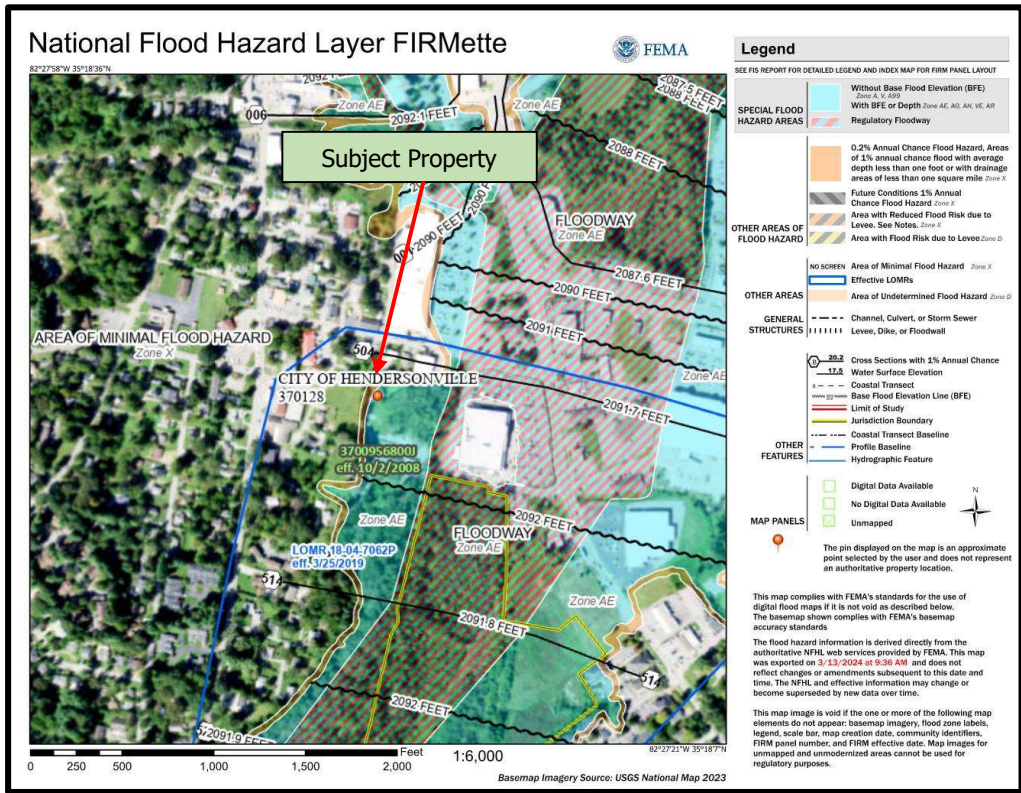 National Flood Hazard Layer FIRMette
FEMA
82°27'58"W 35°18'36"N
Zone AE
Zone AE
006
2092.1 FEET
2087.5 FEET
2088 FEET
2088 FEET
Subject Property
2090 FEET
FLOODWAY
Zone AE
2090 FEET
2087.6 FEET
2090 FEET
2091 FEET
AREA OF MINIMAL FLOOD HAZARD
Zone X
504
Zone AE
CITY OF HENDERSONVILLE
370128
2091.7 FEET
3700956800J
eff. 10/2/2008
2092 FEET
Zone AE
FLOODWAY
Zone AE
LOMR 18-04-7062P
eff. 3/25/2019
514
Zone AE
2091.8 FEET
514
2092 FEET
2091.9 FEET
Feet
1:6,000
82°27'21"W 35°18'7"N
0 250 500 1,000 1,500 2,000
Basemap Imagery Source: USGS National Map 2023
Legend
SEE FIS REPORT FOR DETAILED LEGEND AND INDEX MAP FOR FIRM PANEL LAYOUT
SPECIAL FLOOD
HAZARD AREAS
Without Base Flood Elevation (BFE)
Zone A, V, A99
With BFE or Depth Zone AE, AO, AH, VE, AR
Regulatory Floodway
OTHER AREAS OF
FLOOD HAZARD
0.2% Annual Chance Flood Hazard, Areas
of 1% annual chance flood with average
depth less than one foot or with drainage
areas of less than one square mile Zone X
Future Conditions 1% Annual
Chance Flood Hazard Zone X
Area with Reduced Flood Risk due to
Levee. See Notes. Zone X
Area with Flood Risk due to Levee Zone D
OTHER AREAS
NO SCREEN Area of Minimal Flood Hazard Zone X
Effective LOMRs
Area of Undetermined Flood Hazard Zone D
GENERAL
STRUCTURES
Channel, Culvert, or Storm Sewer
Levee, Dike, or Floodwall
OTHER
FEATURES
B 20.2 Cross Sections with 1% Annual Chance
17.5 Water Surface Elevation
8 Coastal Transect
Base Flood Elevation Line (BFE)
Limit of Study
Jurisdiction Boundary
Coastal Transect Baseline
Profile Baseline
Hydrographic Feature
MAP PANELS
Digital Data Available
No Digital Data Available
Unmapped
N
The pin displayed on the map is an approximate
point selected by the user and does not represent
an authoritative property location.
This map complies with FEMA's standards for the use of
digital flood maps if it is not void as described below.
The basemap shown complies with FEMA's basemap
accuracy standards
The flood hazard information is derived directly from the
authoritative NFHL web services provided by FEMA. This map
was exported on 3/13/2024 at 9:36 AM and does not
reflect changes or amendments subsequent to this date and
time. The NFHL and effective information may change or
become superseded by new data over time.
This map image is void if the one or more of the following map
elements do not appear: basemap imagery, flood zone labels,
legend, scale bar, map creation date, community identifiers,
FIRM panel number, and FIRM effective date. Map images for
unmapped and unmodernized areas cannot be used for
regulatory purposes.